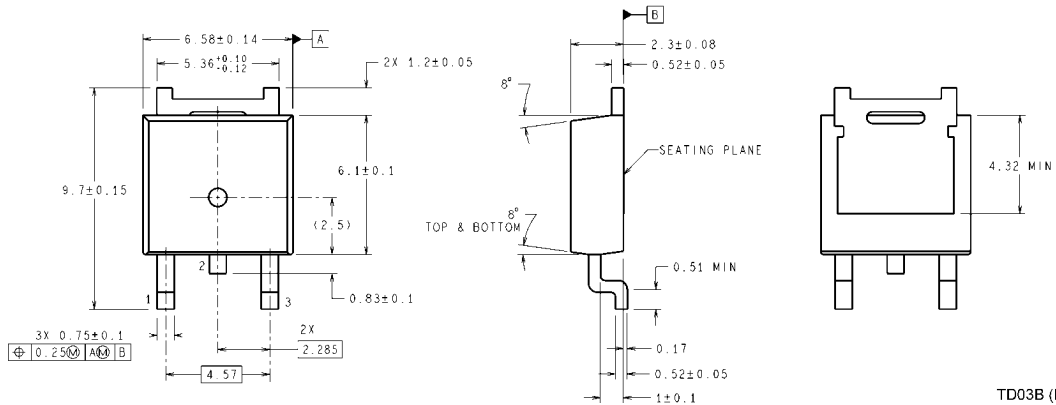 B
6.58±0.14
A
2.3±0.08
5.36 +0.10
-0.12
2X 1.2±0.05
0.52±0.05
8°
SEATING PLANE
6.1±0.1
4.32 MIN
9.7±0.15
(2.5)
8°
TOP & BOTTOM
2
0.51 MIN
1
3
0.83±0.1
3X 0.75±0.1
2X
⌖ 0.25Ⓜ AⓂ B
2.285
0.17
4.57
0.52±0.05
1±0.1
TD03B (